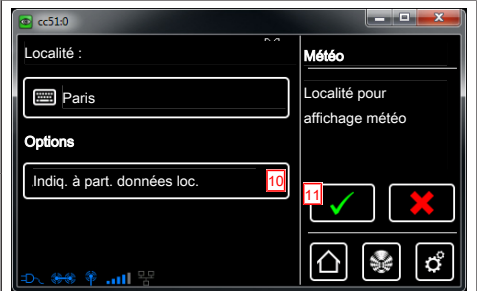 cc51:0
Localité :
Météo
Paris
Localité pour
affichage météo
Options
Indiq. à part. données loc.
10
11